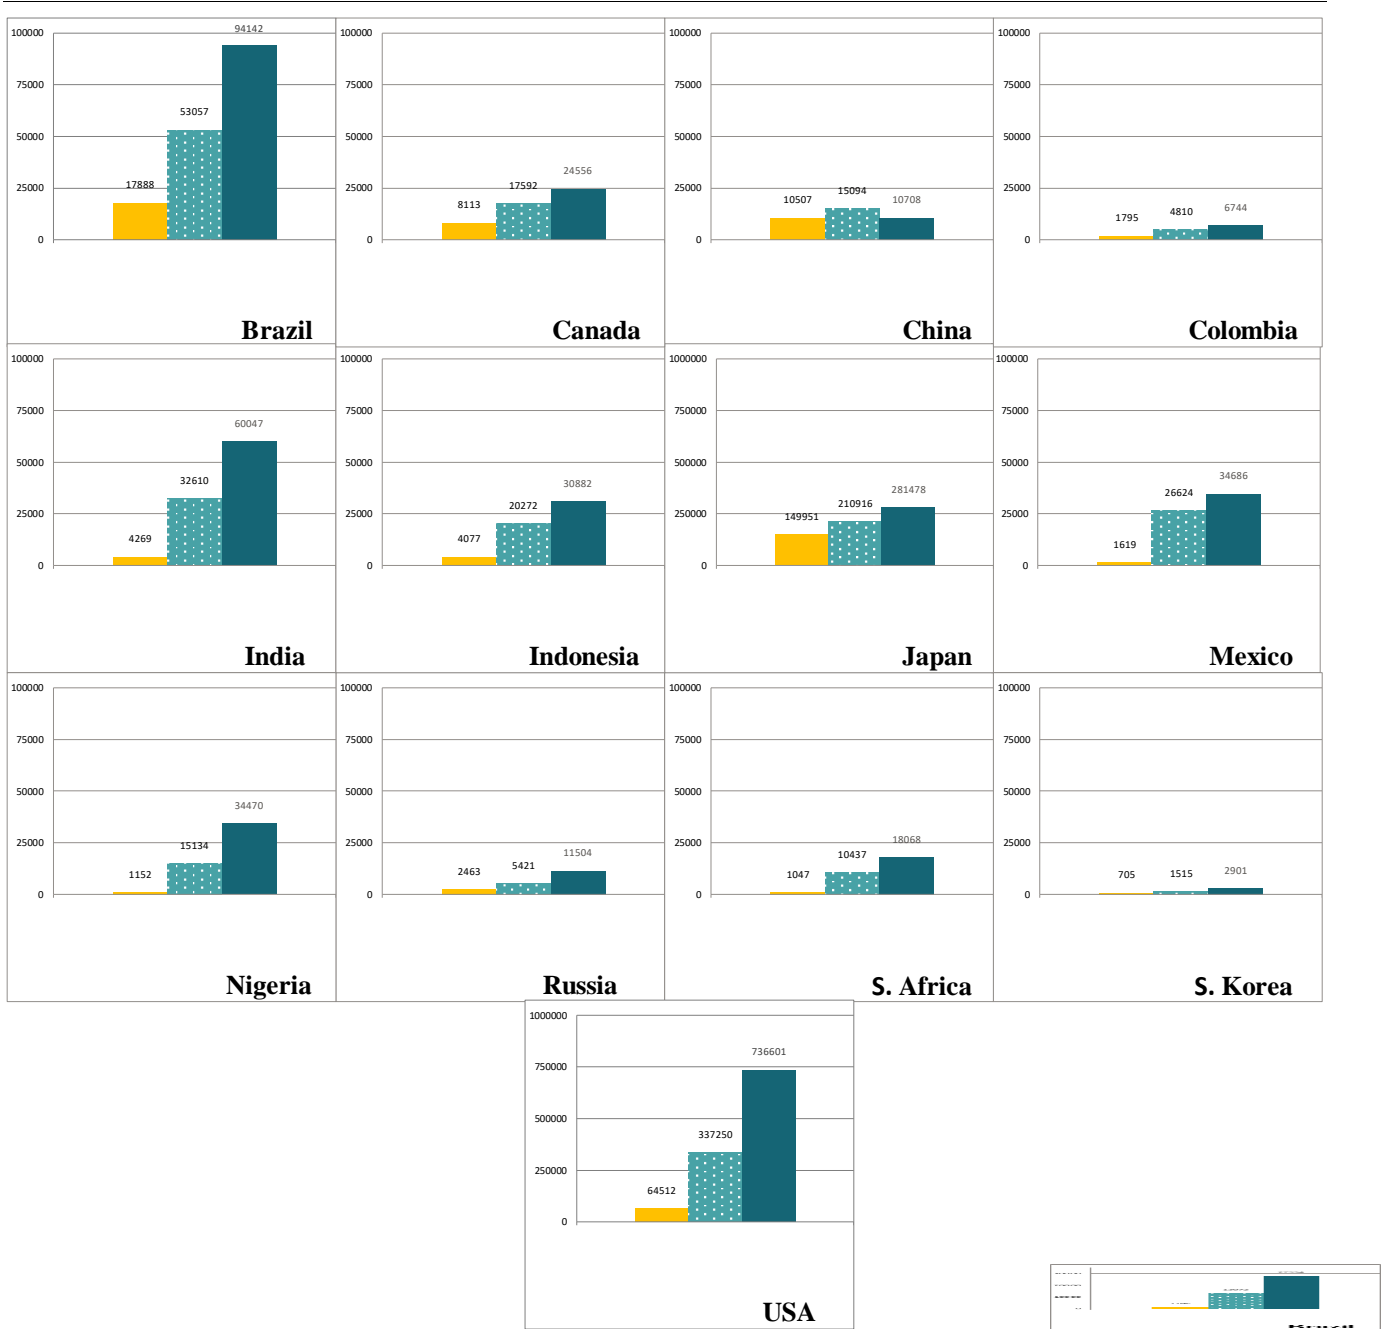 100000 94142 100000 100000 100000
75000 75000 75000 75000
53057
50000 50000 50000 50000
17888 24556
25000 25000 17592 25000 15094 25000
8113 10507 10708 1795 4810 6744
0 0 0 0
Brazil Canada China Colombia
100000 100000 1000000 100000
75000 75000 750000 75000
60047
50000 50000 500000 50000
32610 30882 281478 34686
25000 20272 25000 210916 250000 149951 26624 25000
4269 4077 1619
0 0 0 0
India Indonesia Japan Mexico
100000 100000 100000 100000
75000 75000 75000 75000
50000 50000 50000 50000
34470
25000 25000 25000 18068 25000
1152 15134 2463 5421 11504 1047 10437 705 1515 2901
0 0 0 0
Nigeria Russia S. Africa S. Korea
1000000
750000 736601
500000
337250
250000
64512
0
USA